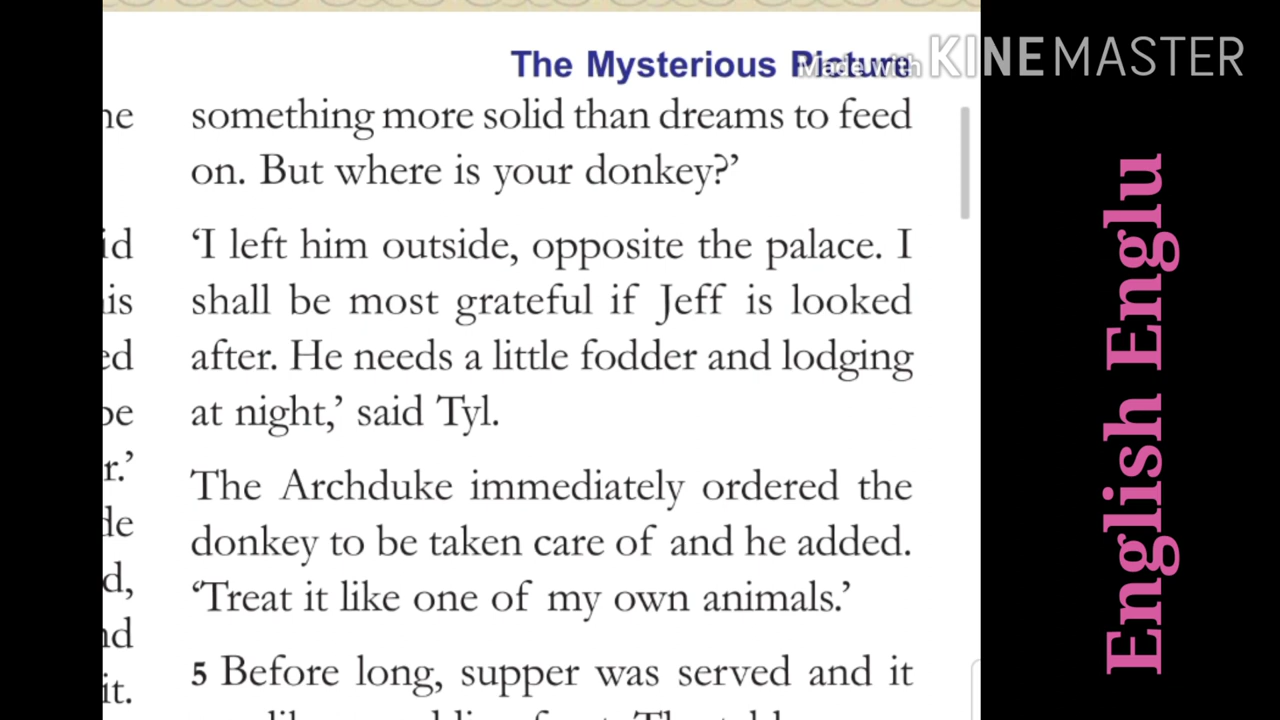 The Mysterious Picture
Made with KINEMASTER
something more solid than dreams to feed
on. But where is your donkey?’
‘I left him outside, opposite the palace. I
shall be most grateful if Jeff is looked
after. He needs a little fodder and lodging
at night,’ said Tyl.
The Archduke immediately ordered the
donkey to be taken care of and he added.
‘Treat it like one of my own animals.’
5 Before long, supper was served and it
English Englu